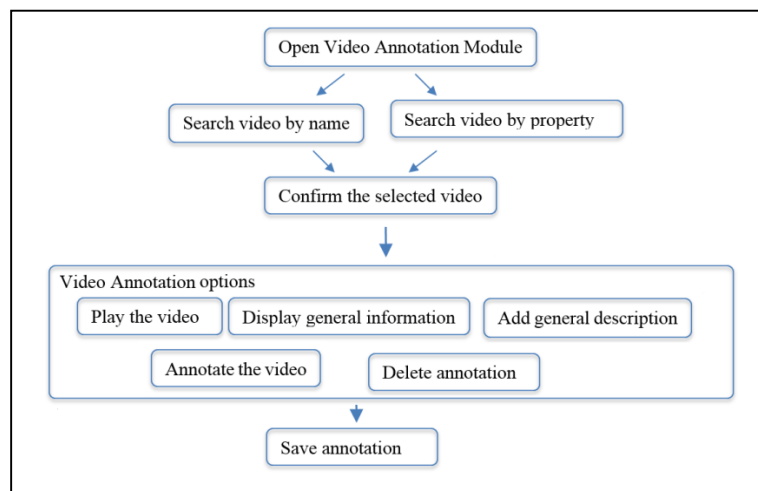 Open Video Annotation Module
Search video by name
Search video by property
Confirm the selected video
Video Annotation options
Play the video
Display general information
Add general description
Annotate the video
Delete annotation
Save annotation